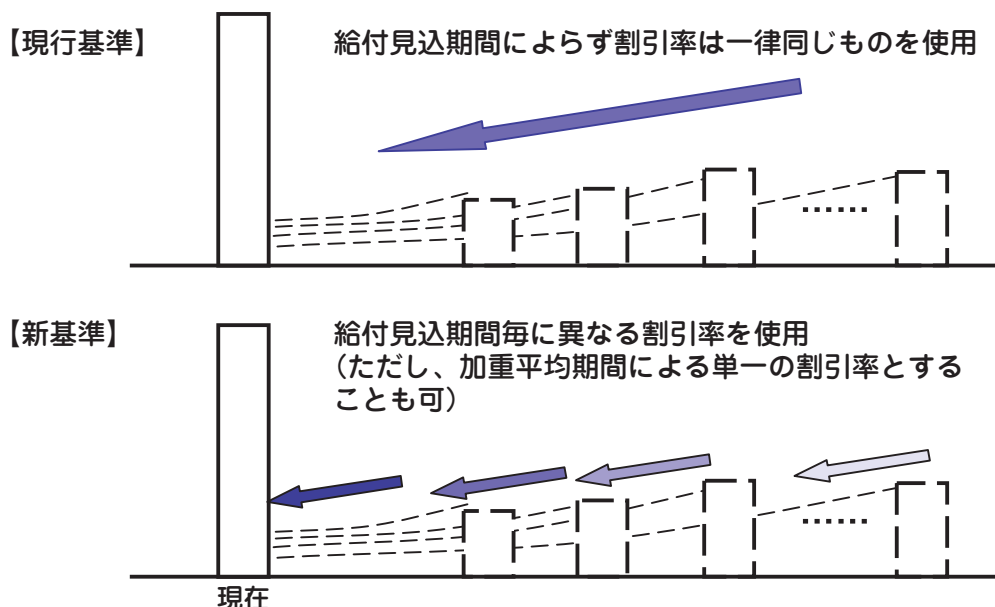 【現行基準】
給付見込期間によらず割引率は一律同じものを使用
【新基準】
給付見込期間毎に異なる割引率を使用
（ただし、加重平均期間による単一の割引率とする
ことも可）
現在